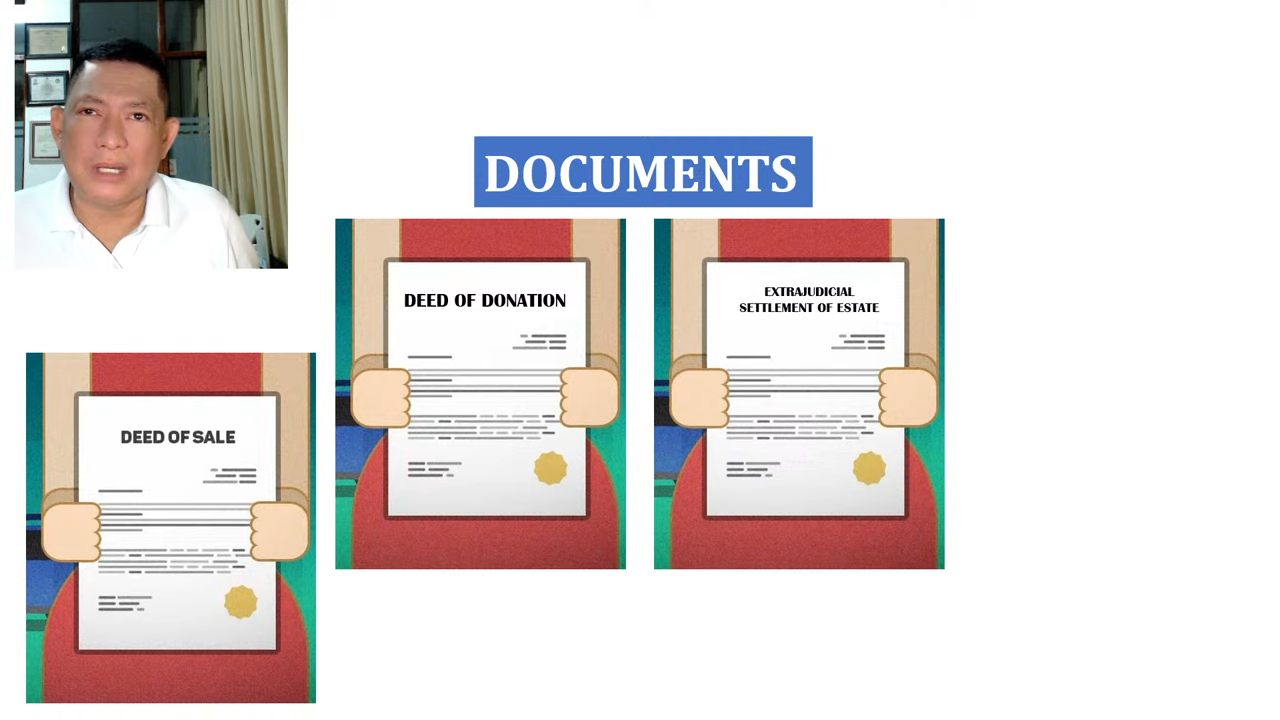 DOCUMENTS
DEED OF DONATION
EXTRAJUDICIAL
SETTLEMENT OF ESTATE
DEED OF SALE